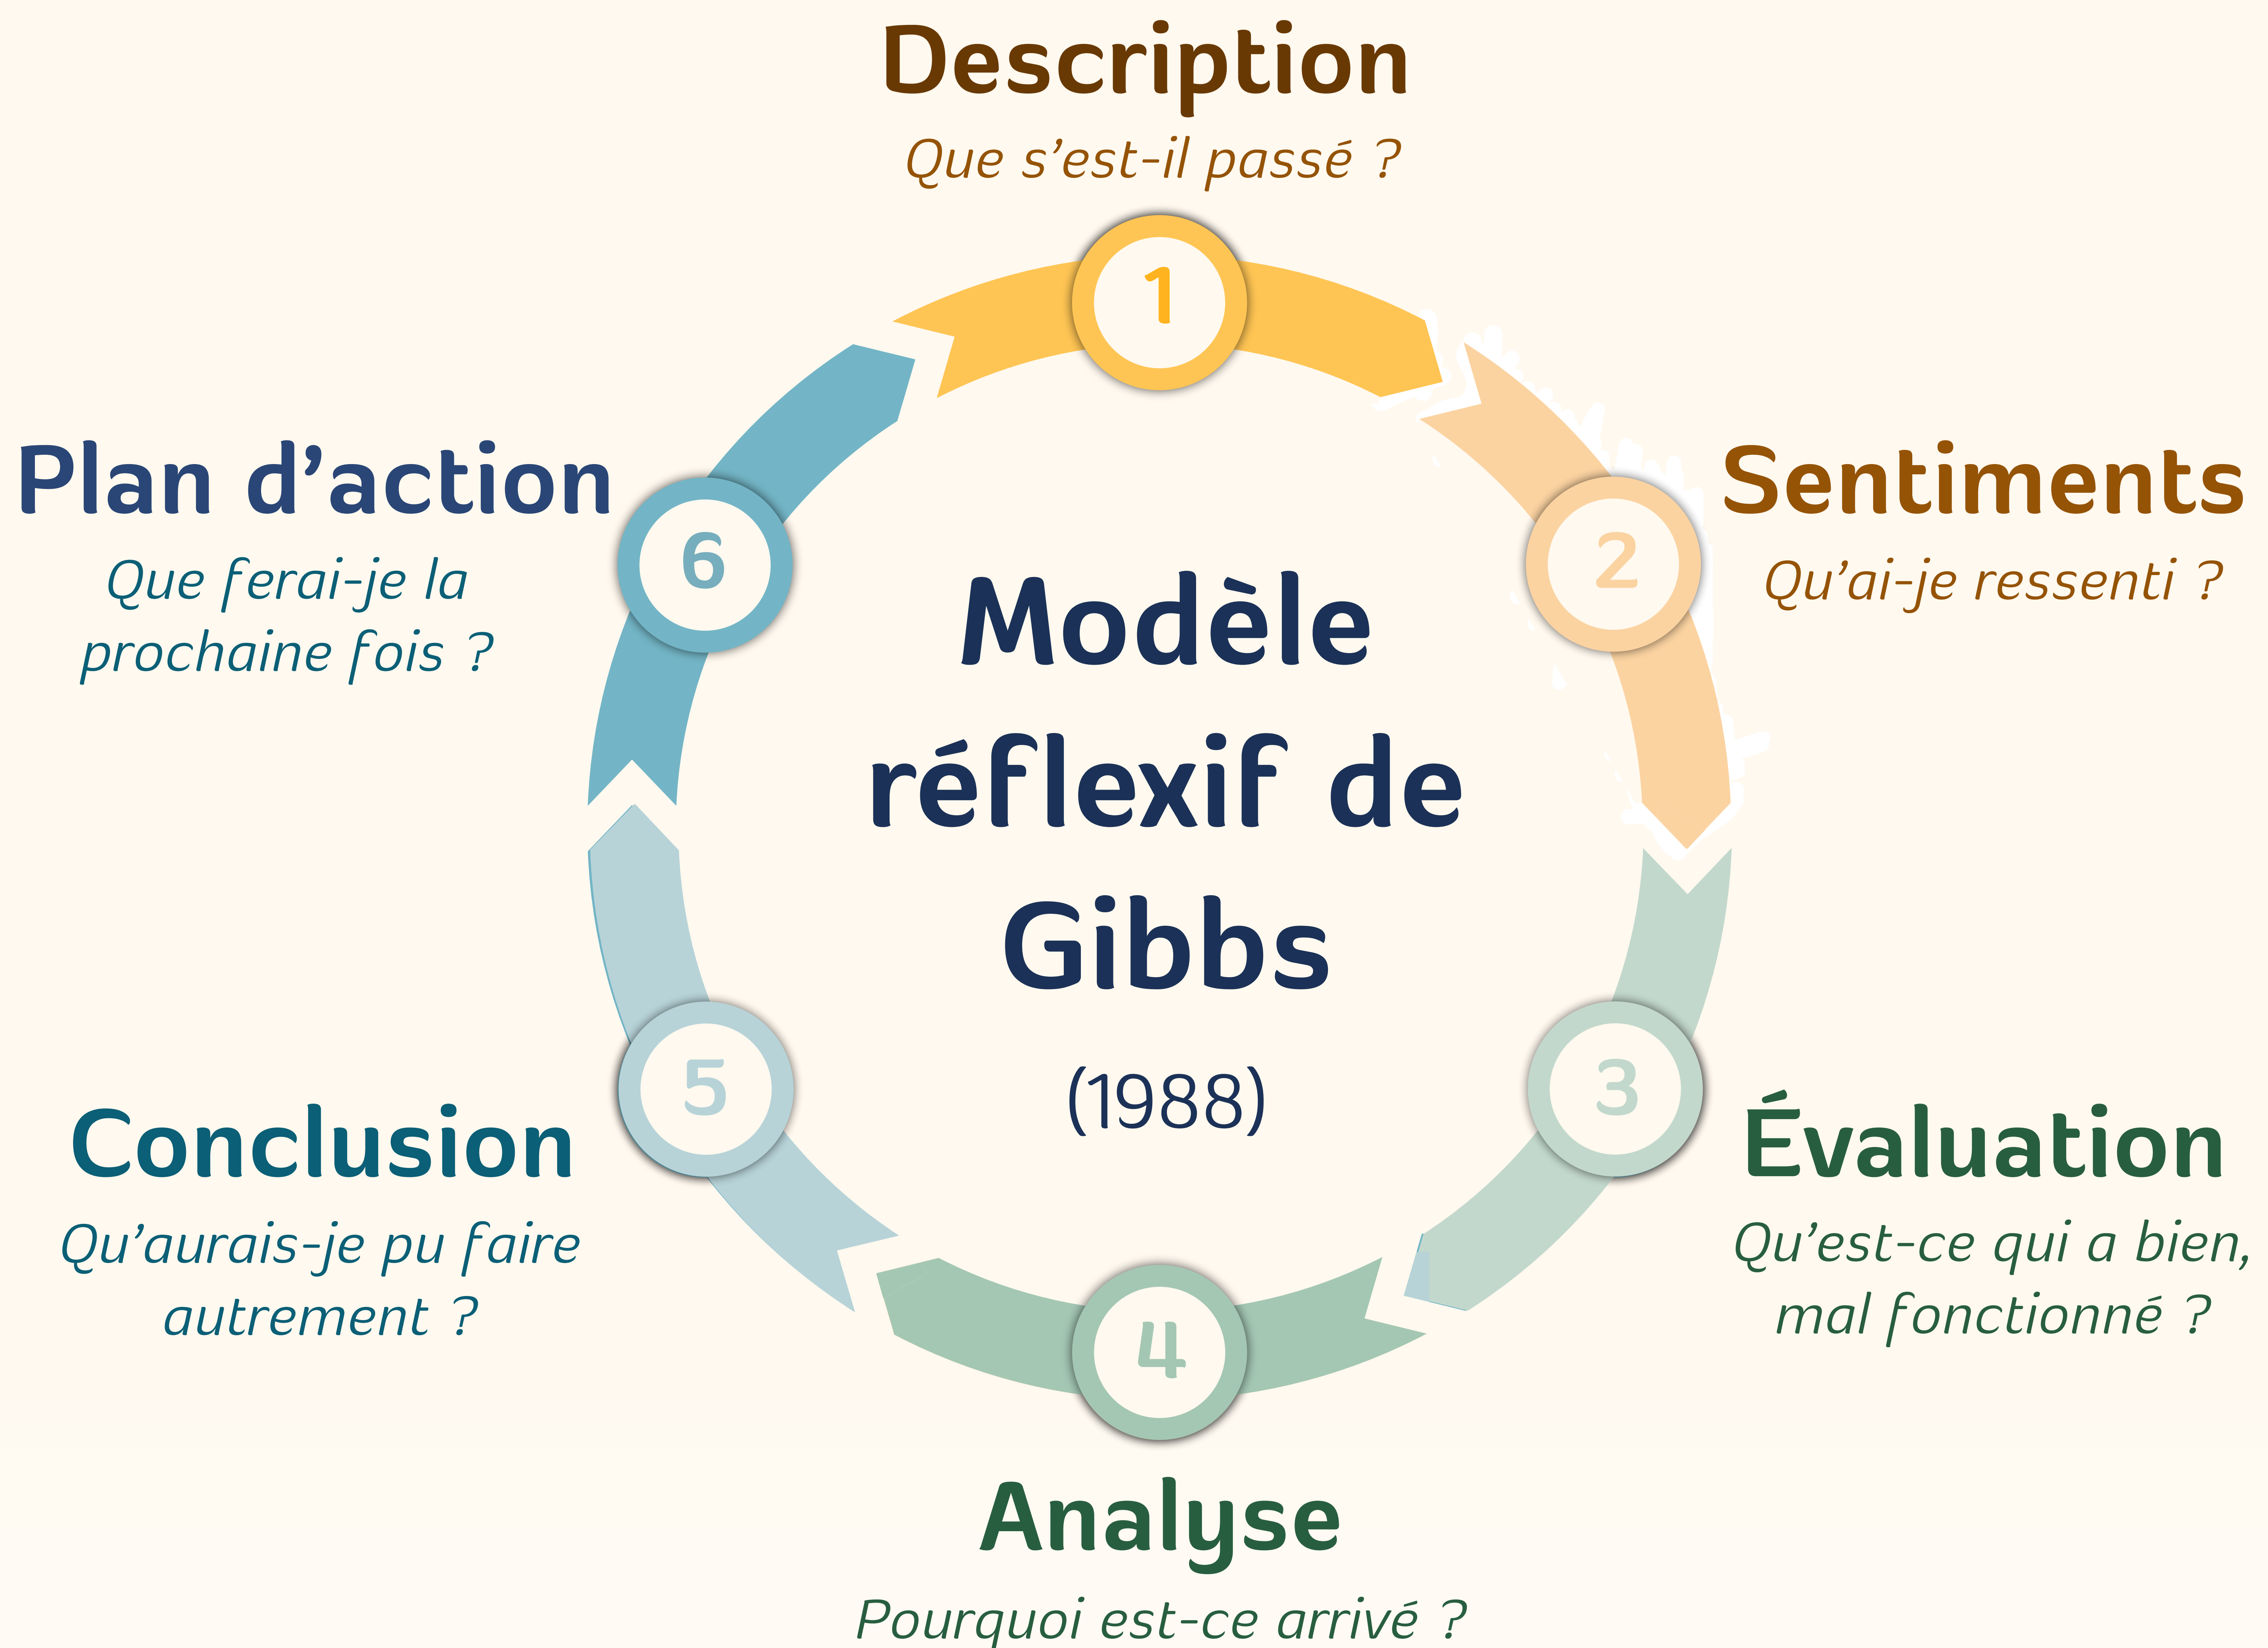 Description
Que s’est-il passé ?
1
Sentiments
Qu’ai-je ressenti ?
2
Évaluation
Qu’est-ce qui a bien,
mal fonctionné ?
3
Analyse
Pourquoi est-ce arrivé ?
4
Conclusion
Qu’aurais-je pu faire
autrement ?
5
Plan d’action
Que ferai-je la
prochaine fois ?
6
Modèle
réflexif de
Gibbs
(1988)